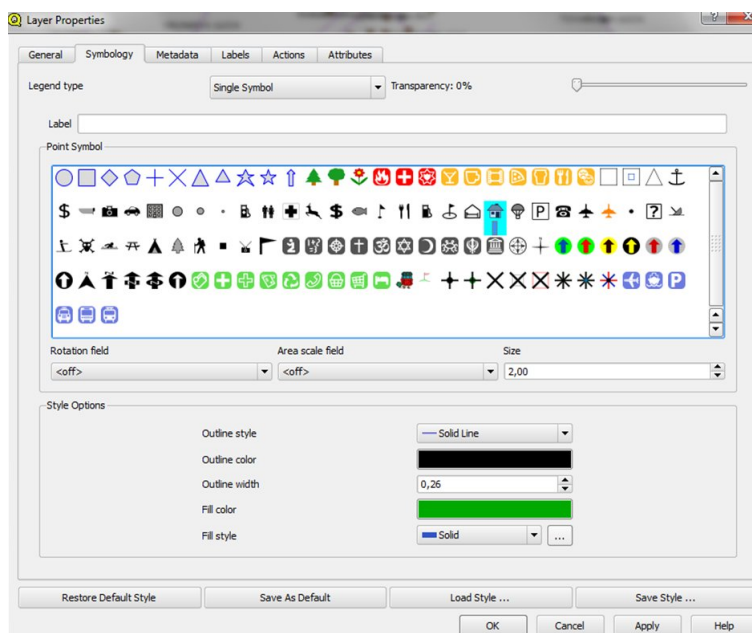 Layer Properties
General Symbology Metadata Labels Actions Attributes
Legend type Single Symbol Transparency: 0%
Label
Point Symbol
Rotation field Area scale field Size
<off> <off> 2,00
Style Options
Outline style Solid Line
Outline color
Outline width 0,26
Fill color
Fill style Solid ...
Restore Default Style Save As Default Load Style ... Save Style ...
OK Cancel Apply Help